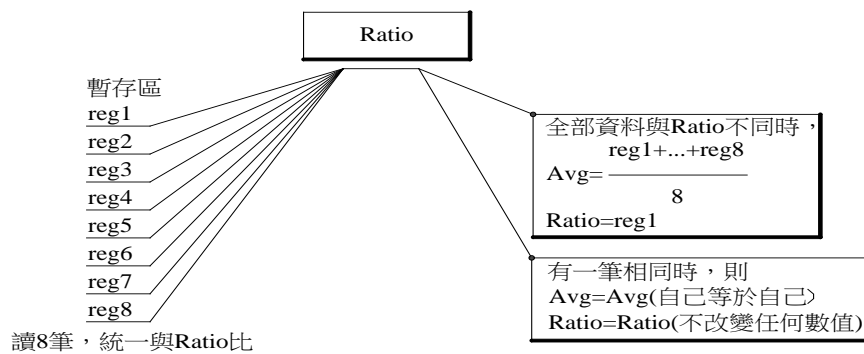 Ratio
暫存區
reg1
reg2
reg3
reg4
reg5
reg6
reg7
reg8
讀8筆，統一與Ratio比
全部資料與Ratio不同時，
reg1+...+reg8
Avg=
8
Ratio=reg1
有一筆相同時，則
Avg=Avg(自己等於自己)
Ratio=Ratio(不改變任何數值)